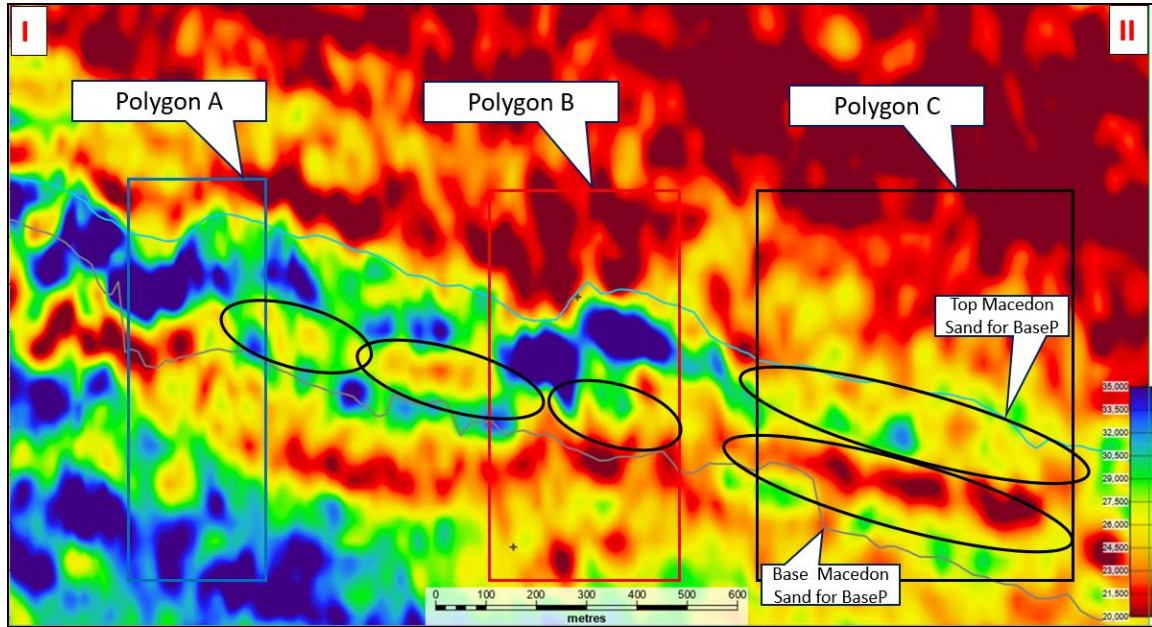 I
II
Polygon A
Polygon B
Polygon C
Top Macedon
Sand for BaseP
Base Macedon
Sand for BaseP
0 100 200 300 400 500 600
metres
35,000
33,500
32,000
30,500
29,000
27,500
26,000
24,500
23,000
21,500
20,000